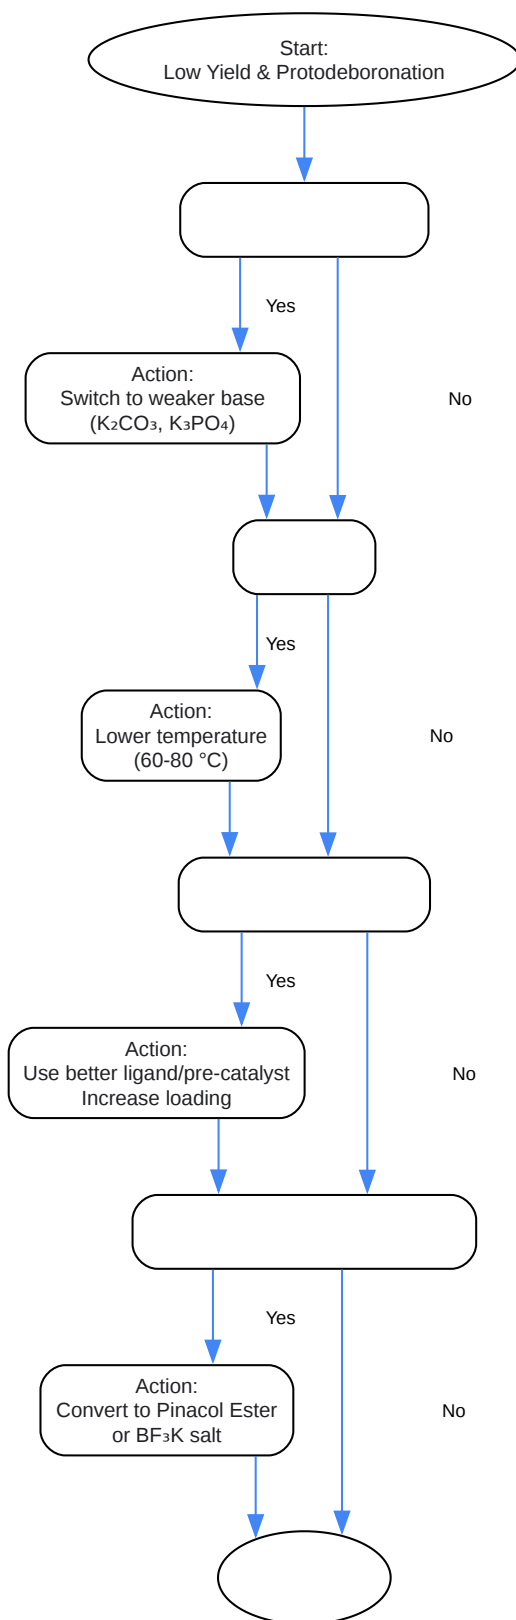 Start:
Low Yield & Protodeboronation
Yes
Action:
Switch to weaker base
(K₂CO₃, K₃PO₄)
No
Yes
Action:
Lower temperature
(60-80 °C)
No
Yes
Action:
Use better ligand/pre-catalyst
Increase loading
No
Yes
Action:
Convert to Pinacol Ester
or BF₃K salt
No